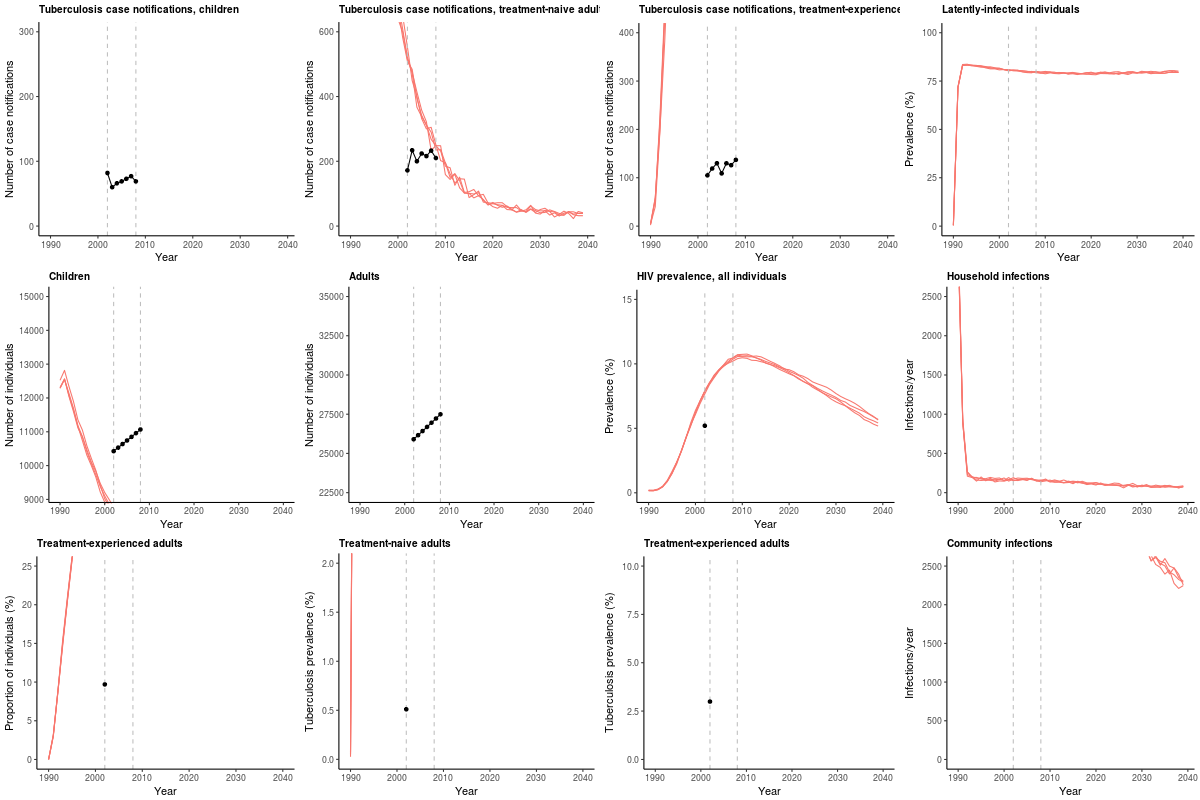 Tuberculosis case notifications, children
Number of case notifications
300
200
100
0
1990 2000 2010 2020 2030 2040
Year
Tuberculosis case notifications, treatment-naive adul
Number of case notifications
600
400
200
0
1990 2000 2010 2020 2030 2040
Year
Tuberculosis case notifications, treatment-experience
Number of case notifications
400
300
200
100
0
1990 2000 2010 2020 2030 2040
Year
Latently-infected individuals
Prevalence (%)
100
75
50
25
0
1990 2000 2010 2020 2030 2040
Year
Children
Number of individuals
15000
14000
13000
12000
11000
10000
9000
1990 2000 2010 2020 2030 2040
Year
Adults
Number of individuals
35000
32500
30000
27500
25000
22500
1990 2000 2010 2020 2030 2040
Year
HIV prevalence, all individuals
Prevalence (%)
15
10
5
0
1990 2000 2010 2020 2030 2040
Year
Household infections
Infections/year
2500
2000
1500
1000
500
0
1990 2000 2010 2020 2030 2040
Year
Treatment-experienced adults
Proportion of individuals (%)
25
20
15
10
5
0
1990 2000 2010 2020 2030 2040
Year
Treatment-naive adults
Tuberculosis prevalence (%)
2.0
1.5
1.0
0.5
0.0
1990 2000 2010 2020 2030 2040
Year
Treatment-experienced adults
Tuberculosis prevalence (%)
10.0
7.5
5.0
2.5
0.0
1990 2000 2010 2020 2030 2040
Year
Community infections
Infections/year
2500
2000
1500
1000
500
0
1990 2000 2010 2020 2030 2040
Year